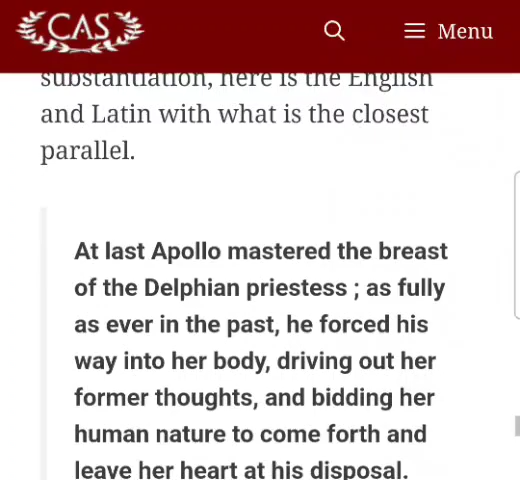 CAS
Menu
substantiation, here is the English
and Latin with what is the closest
parallel.
At last Apollo mastered the breast
of the Delphian priestess ; as fully
as ever in the past, he forced his
way into her body, driving out her
former thoughts, and bidding her
human nature to come forth and
leave her heart at his disposal.